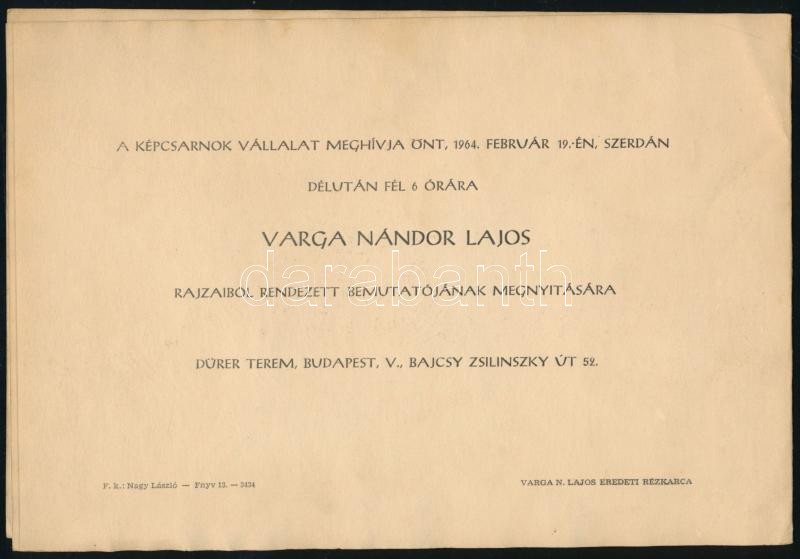 A KÉPCSARNOK VÁLLALAT MEGHÍVJA ÖNT, 1964. FEBRUÁR 19.-ÉN, SZERDÁN
DÉLUTÁN FÉL 6 ÓRÁRA
VARGA NÁNDOR LAJOS
darabanth
RAJZAIBÓL RENDEZETT BEMUTATÓJÁNAK MEGNYITÁSÁRA
DÜRER TEREM, BUDAPEST, V., BAJCSY ZSILINSZKY ÚT 52.
F. k.: Nagy László — Fnyv 13. — 3434
VARGA N. LAJOS EREDETI RÉZKARCA